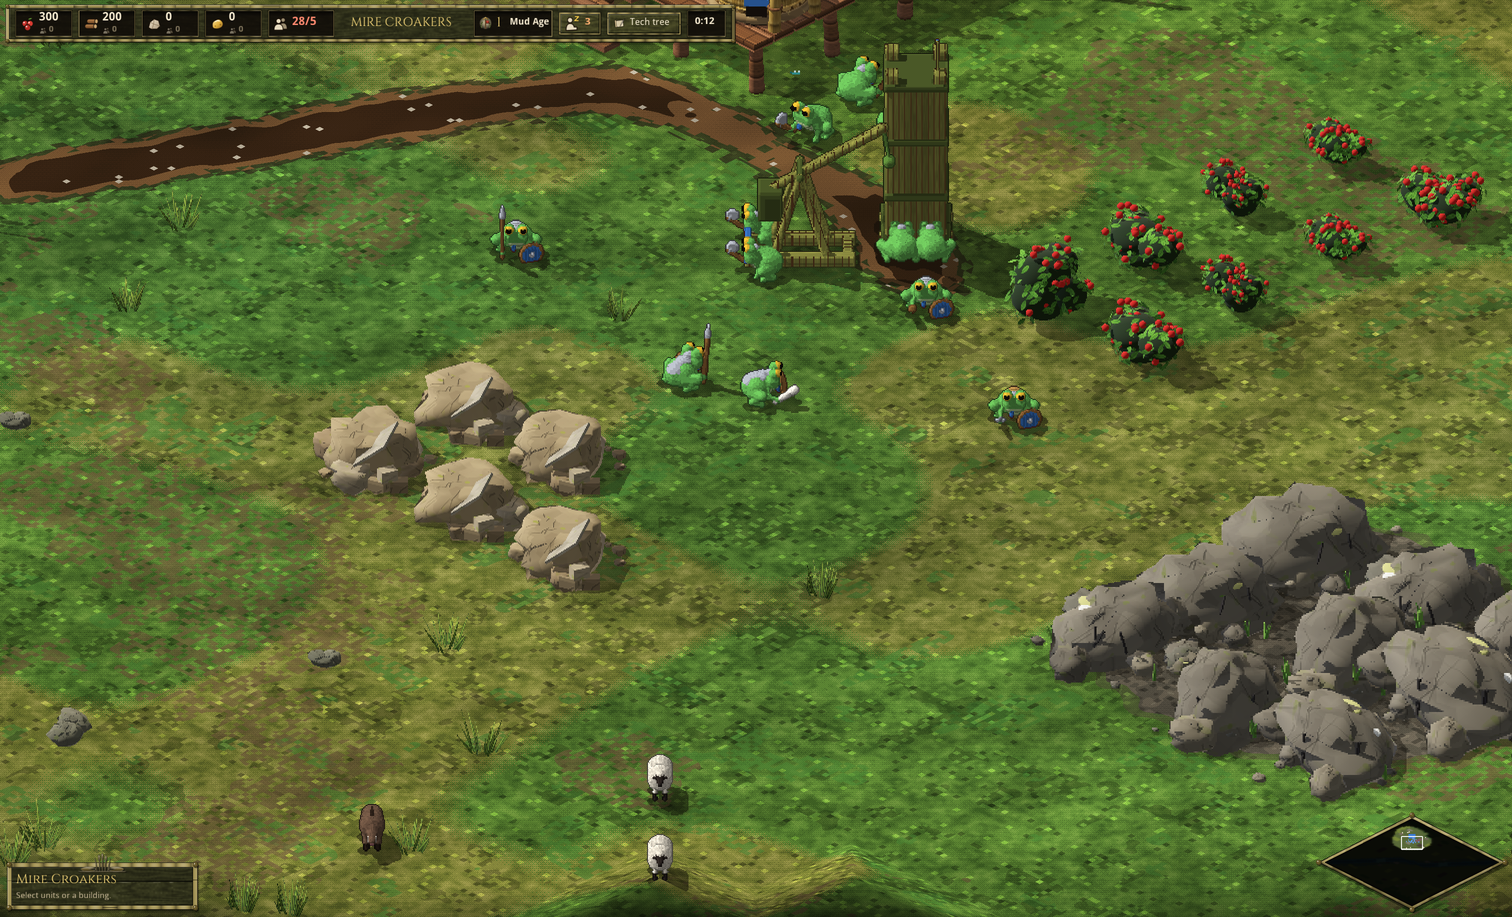 300
0
200
0
0
0
0
0
28/5
MIRE CROAKERS
I
Mud Age
Z
3
Tech tree
0:12
MIRE CROAKERS
Select units or a building.